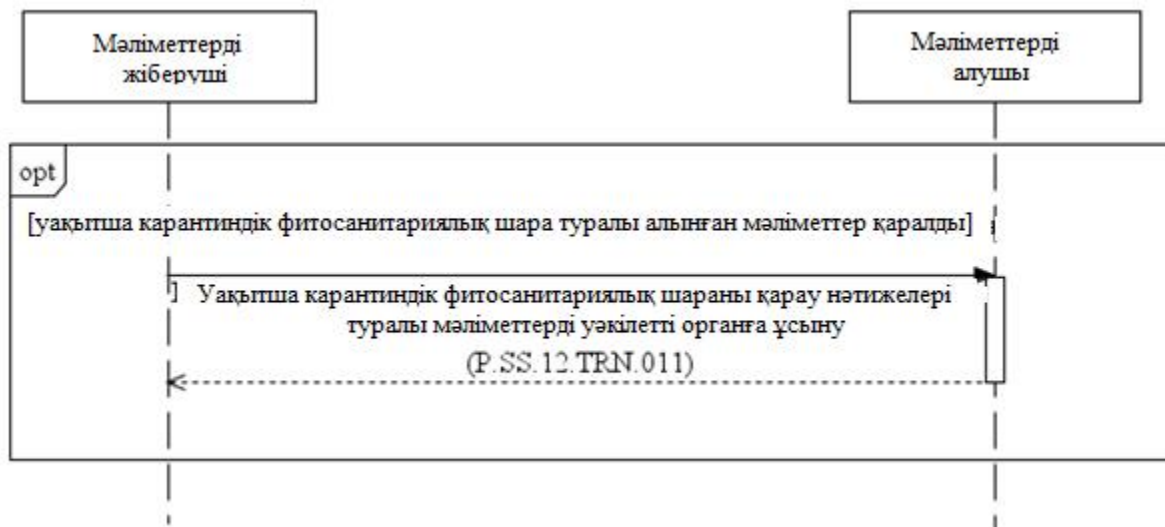 Мәліметтерді
жіберуші
Мәліметтерді
алушы
opt
[уақытша карантиндік фитосанитариялық шара туралы алынған мәліметтер қаралды]
Уақытша карантиндік фитосанитариялық шараны қарау нәтижелері
туралы мәліметтерді уәкілетті органға ұсыну
(P.SS.12.TRN.011)